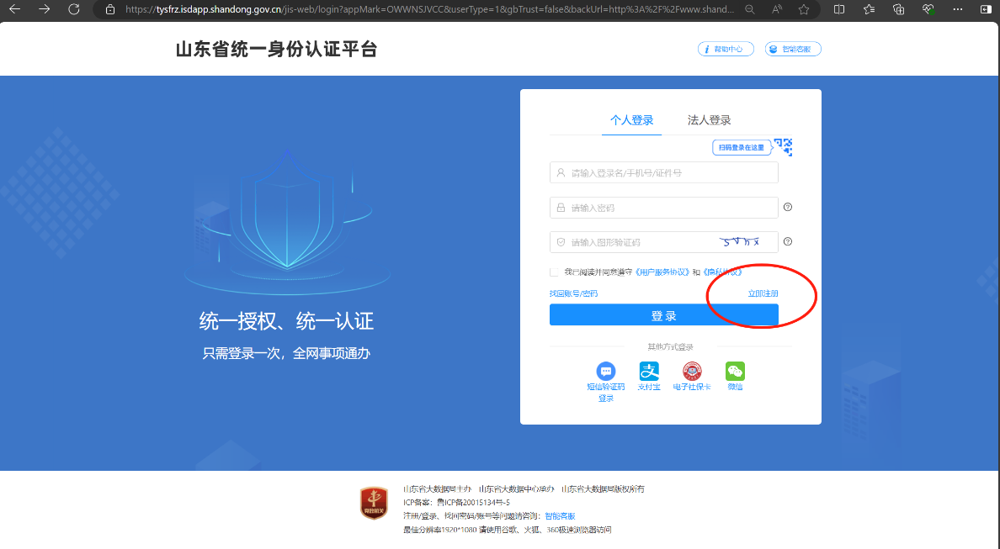 https://tysfrz.isdapp.shandong.gov.cn/jis-web/login?appMark=OWWNSJVCC&userType=1&gbTrust=false&backUrl=http%3A%2F%2Fwww.shand...
山东省统一身份认证平台
帮助中心
智能客服
个人登录 法人登录
扫码登录在这里
请输入登录名/手机号/证件号
请输入密码
请输入图形验证码
我已阅读并同意遵守《用户服务协议》和《隐私协议》
找回账号/密码 立即注册
登录
其他方式登录
短信验证码
登录
支付宝
电子社保卡
微信
统一授权、统一认证
只需登录一次，全网事项通办
党政机关
山东省大数据局主办 山东省大数据中心承办 山东省大数据局版权所有
ICP备案：鲁ICP备20015134号-5
注册/登录、找回密码/账号等问题请咨询：智能客服
最佳分辨率1920*1080 请使用谷歌、火狐、360极速浏览器访问